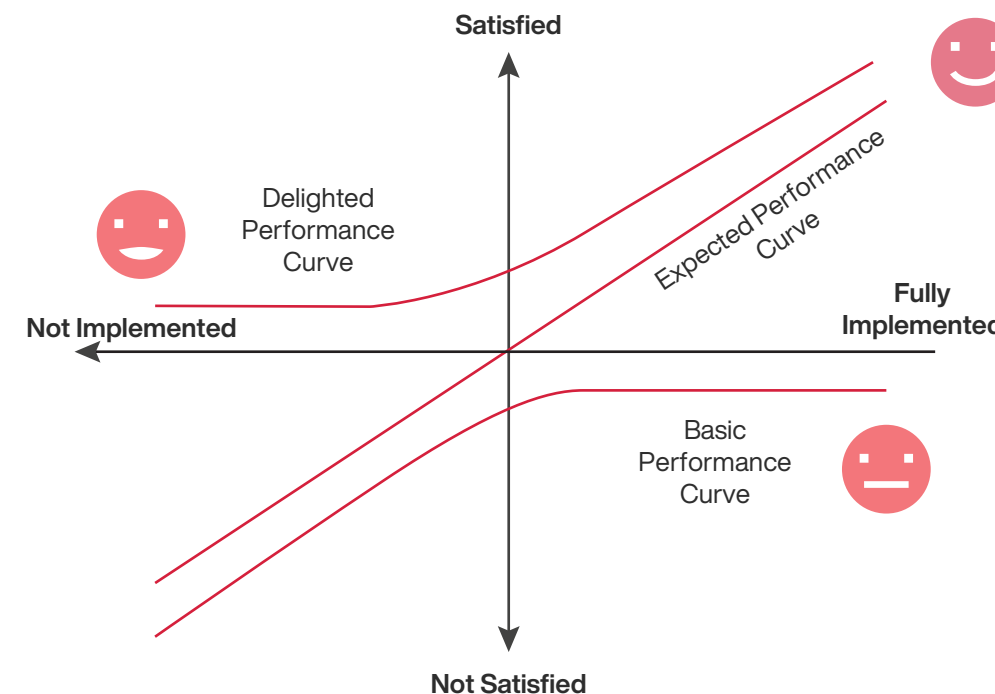 Satisfied
Delighted
Performance
Curve
Expected Performance
Curve
Not Implemented
Fully
Implemented
Basic
Performance
Curve
Not Satisfied